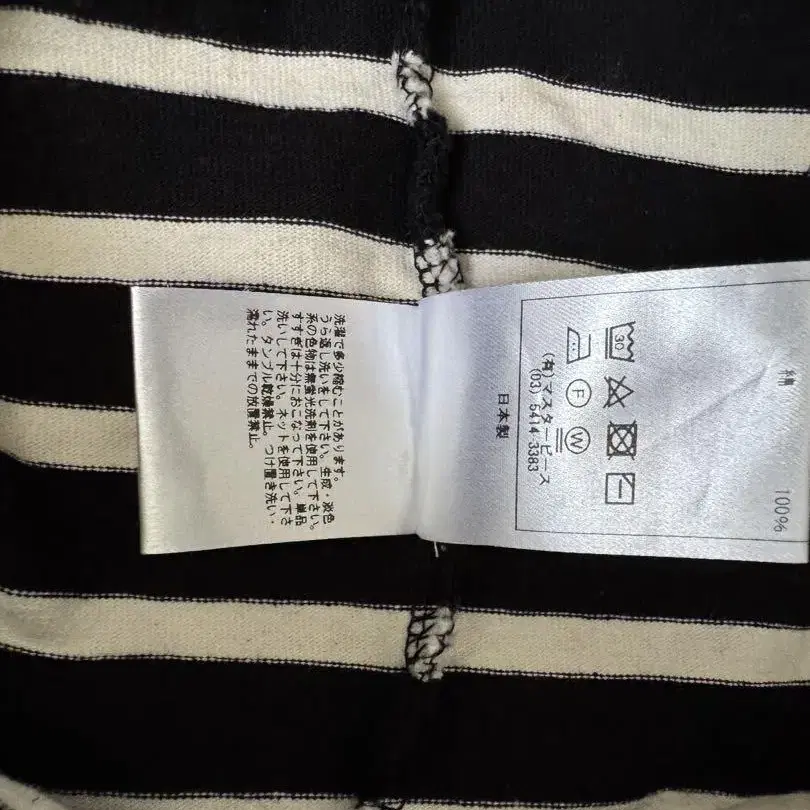 綿 100%
30
F
W
(有)マスターピース
(03) 5414-3383
日本製
洗濯で多少縮むことがあります。
うら返し洗いをして下さい。生成・淡色
系の色物は無蛍光洗剤を使用して下さい。
すすぎは十分におこなって下さい。単品
洗いして下さい。ネットを使用して下さ
い。タンブル乾燥禁止。つけ置き洗い・
濡れたままでの放置禁止。